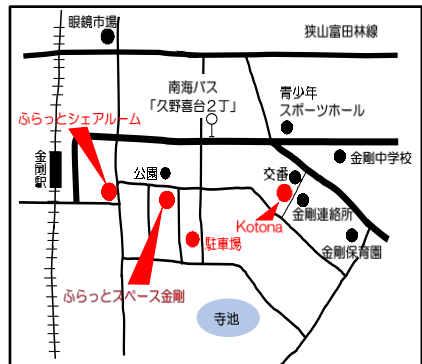 眼鏡市場
狭山富田林線
南海バス
「久野喜台2丁」
青少年
スポーツホール
ふらっとシェアルーム
金剛駅
公園
交番
金剛中学校
金剛連絡所
Kotona
金剛保育園
駐車場
ふらっとスペース金剛
寺池